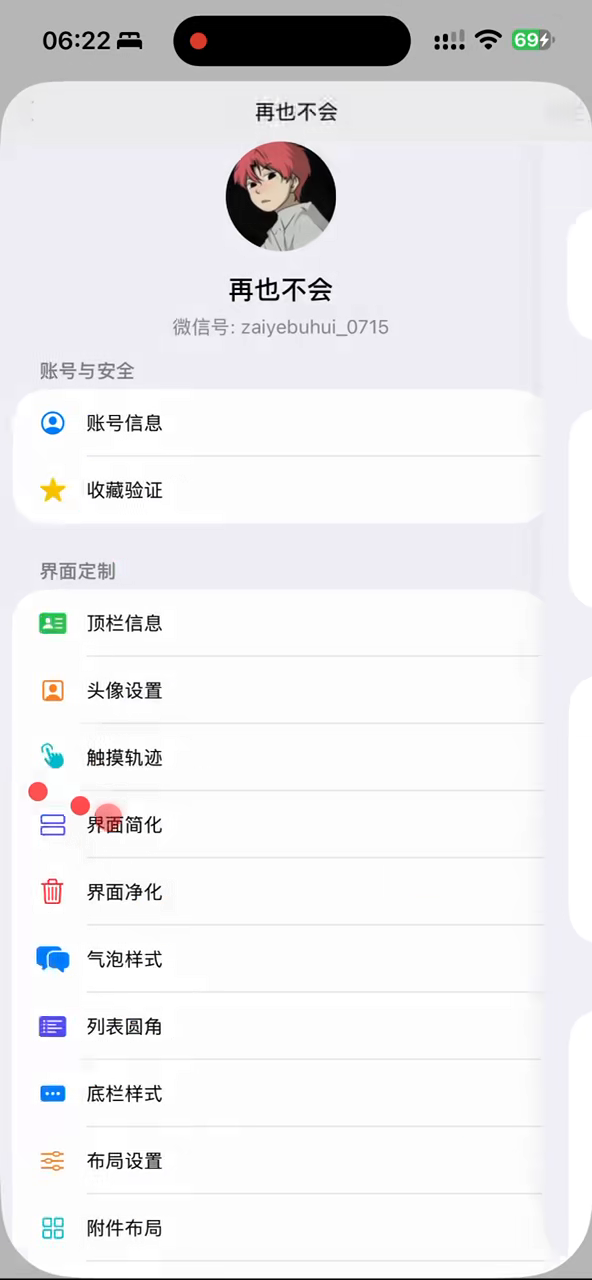 06:22
69
再也不会
再也不会
微信号: zaiyebuhui_0715
账号与安全
账号信息
收藏验证
界面定制
顶栏信息
头像设置
触摸轨迹
界面简化
界面净化
气泡样式
列表圆角
底栏样式
布局设置
附件布局